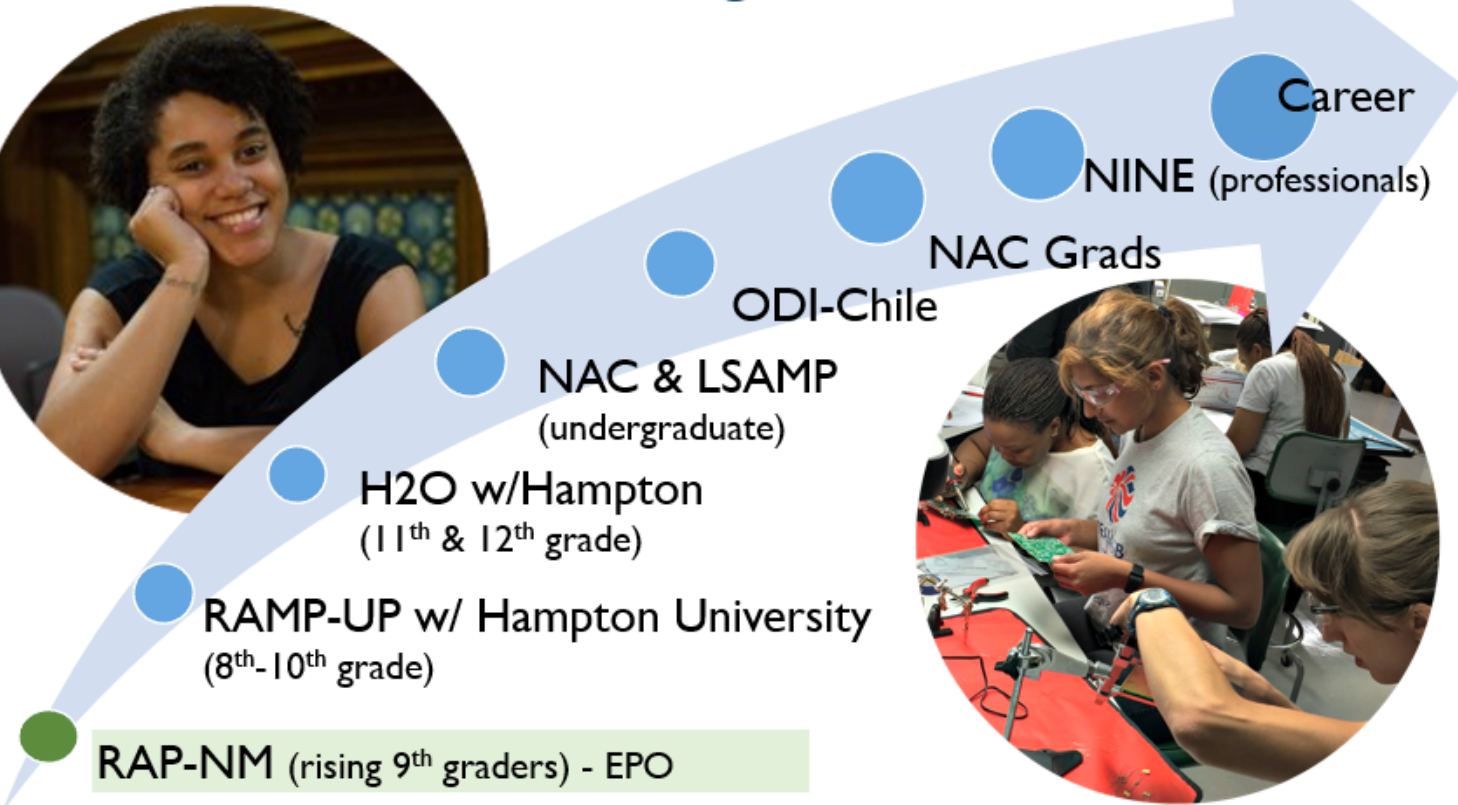 Career
NINE (professionals)
NAC Grads
ODI-Chile
NAC & LSAMP
(undergraduate)
H2O w/Hampton
(11th & 12th grade)
RAMP-UP w/ Hampton University
(8th-10th grade)
RAP-NM (rising 9th graders) - EPO